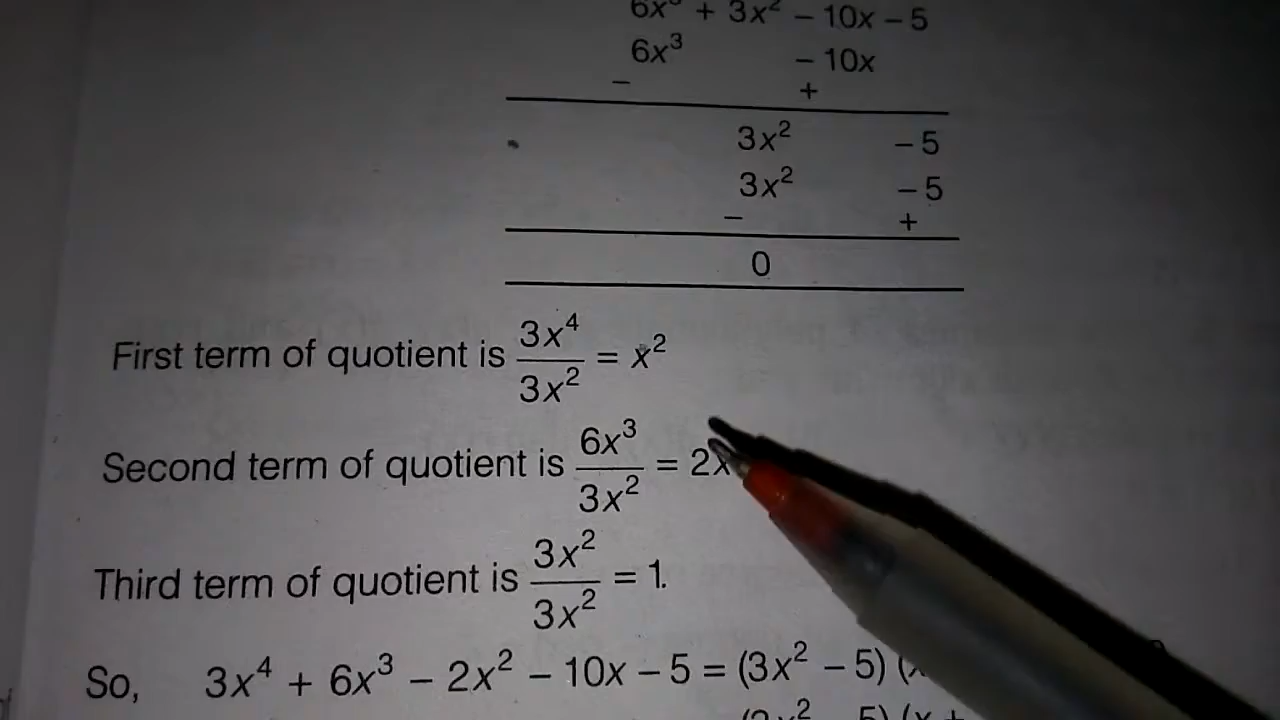 6x³ + 3x² – 10x – 5
6x³ – 10x
– +
3x² – 5
3x² – 5
– +
0
First term of quotient is 3x⁴/3x² = x²
Second term of quotient is 6x³/3x² = 2x
Third term of quotient is 3x²/3x² = 1.
So, 3x⁴ + 6x³ – 2x² – 10x – 5 = (3x² – 5) (x